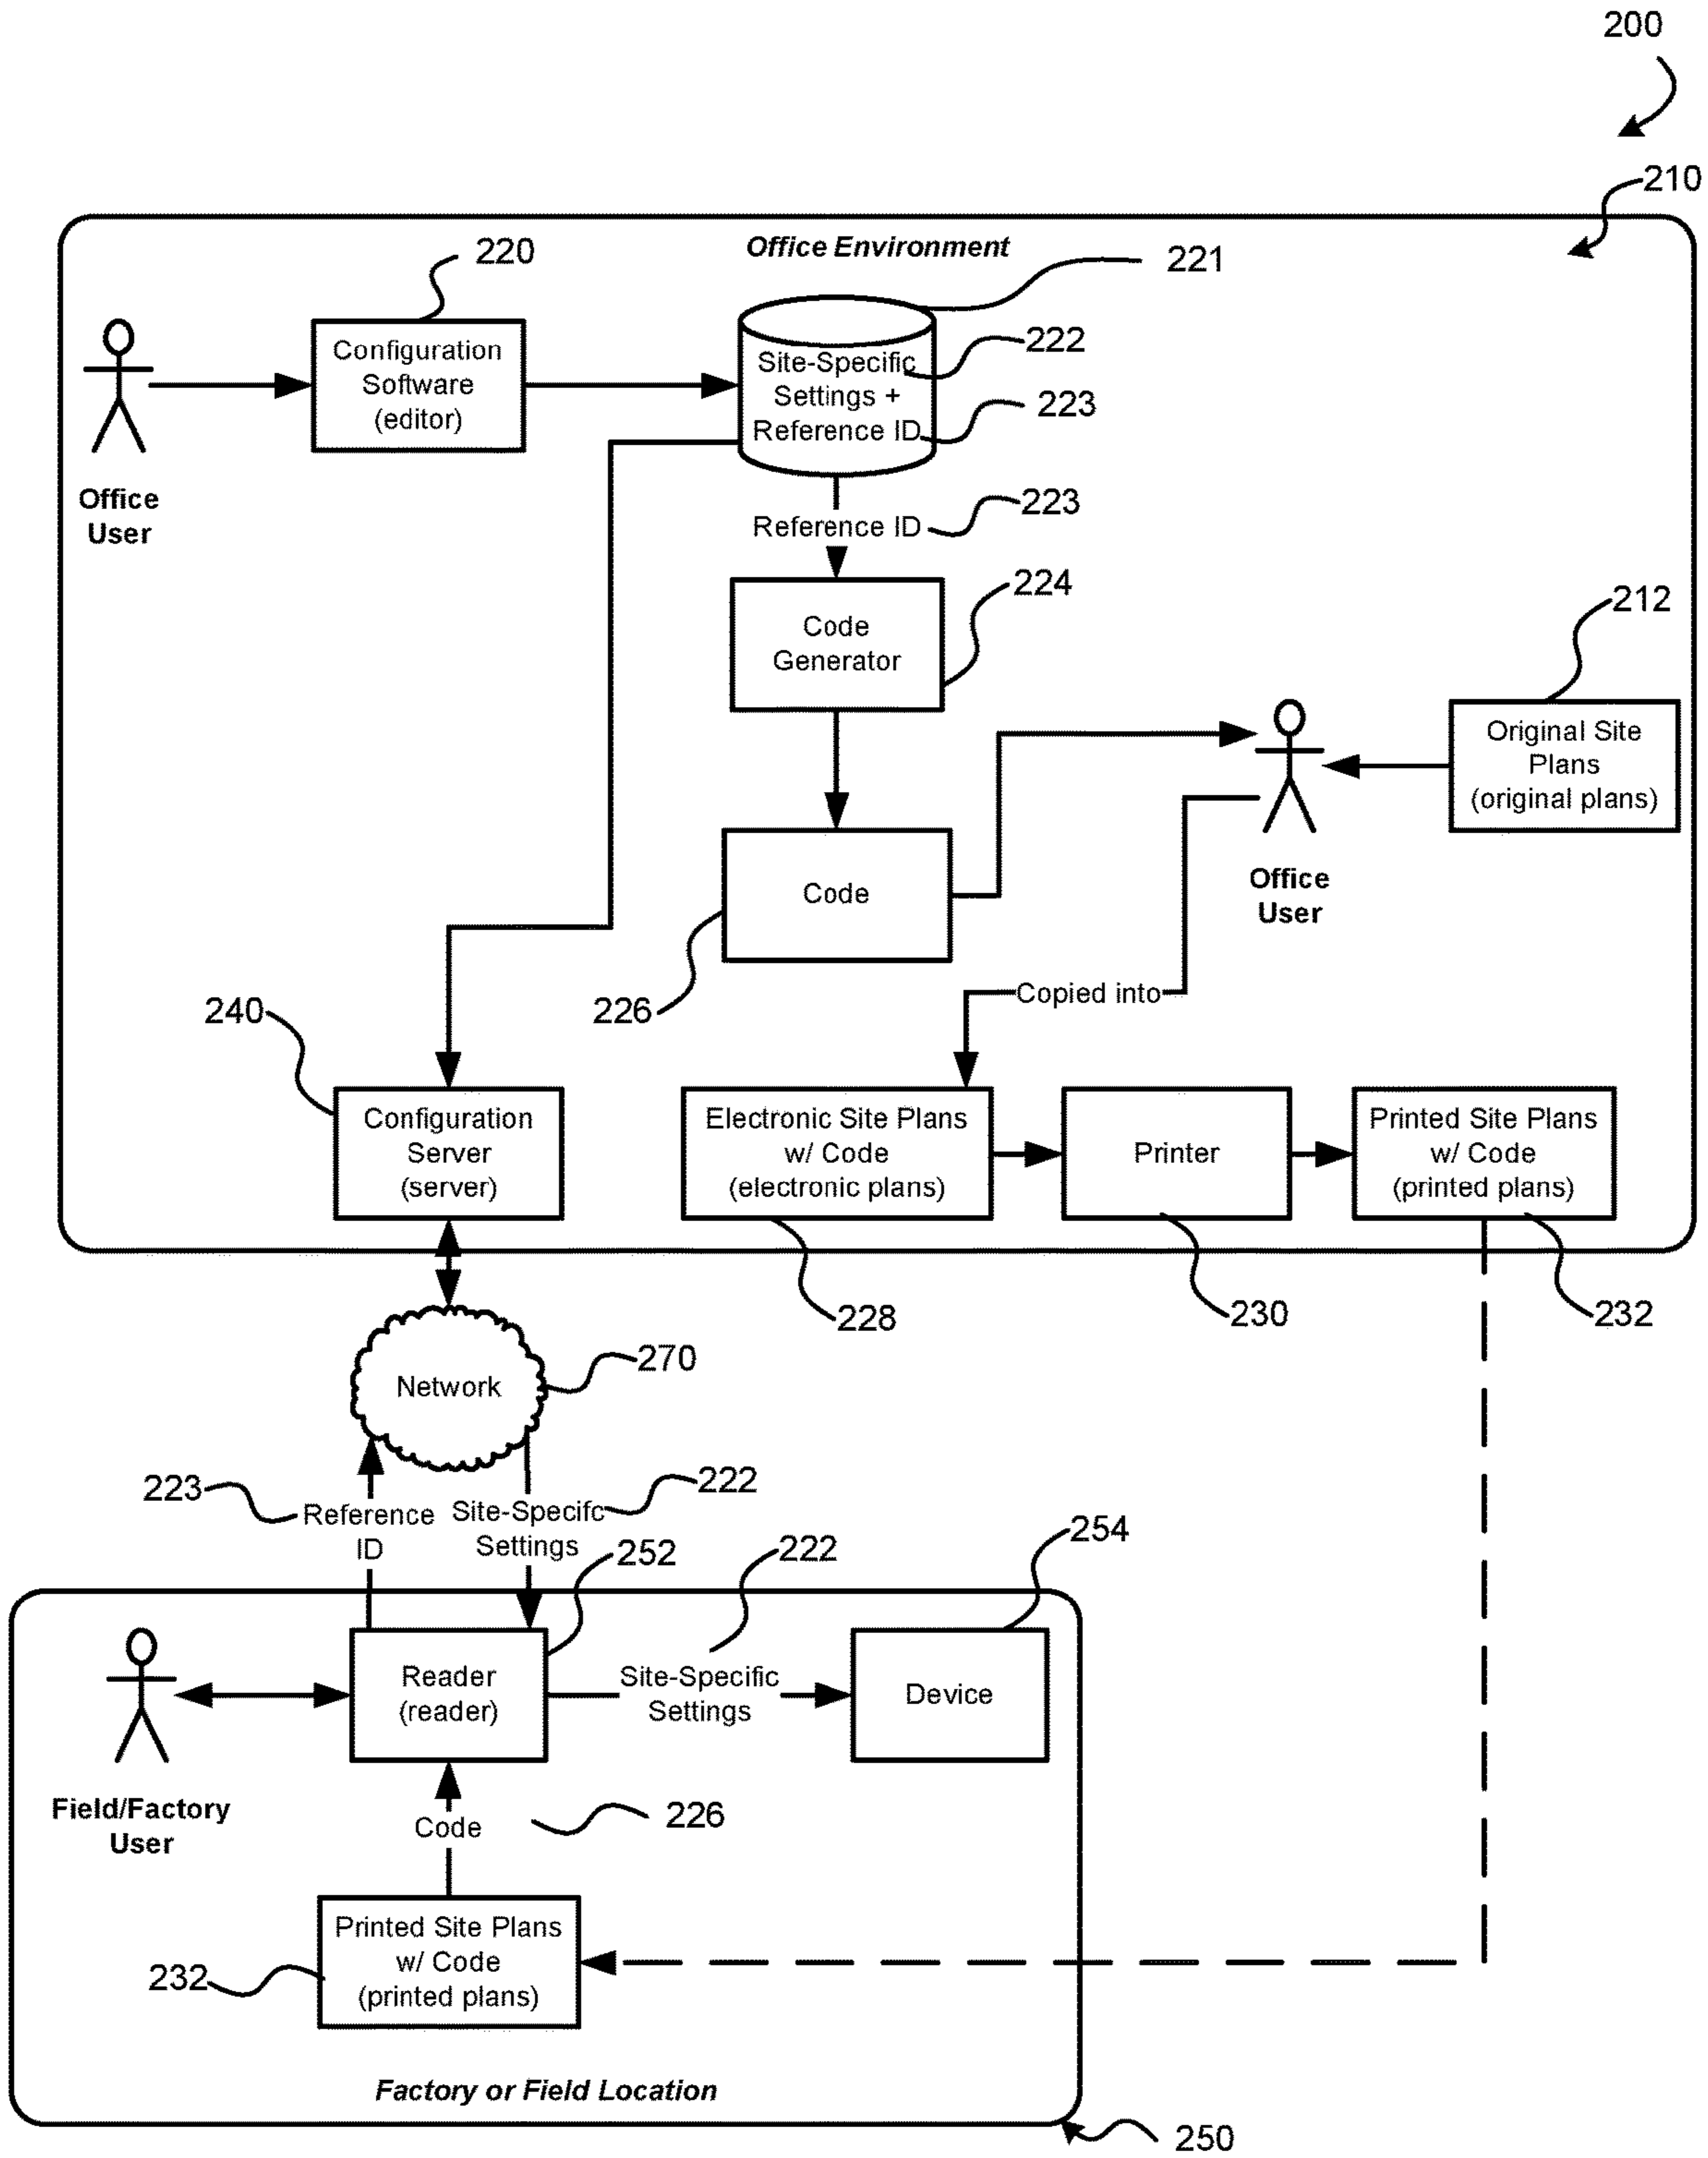 200
210
Office Environment
220
221
Configuration
Software
(editor)
Site-Specific
Settings +
Reference ID
222
223
Office
User
Reference ID
223
Code
Generator
224
212
Original Site
Plans
(original plans)
Code
226
Office
User
Copied into
240
Configuration
Server
(server)
Electronic Site Plans
w/ Code
(electronic plans)
Printer
Printed Site Plans
w/ Code
(printed plans)
228
230
232
Network
270
223
Reference
ID
Site-Specifc
Settings
222
252
222
254
Reader
(reader)
Site-Specific
Settings
Device
Field/Factory
User
Code
226
Printed Site Plans
w/ Code
(printed plans)
232
Factory or Field Location
250